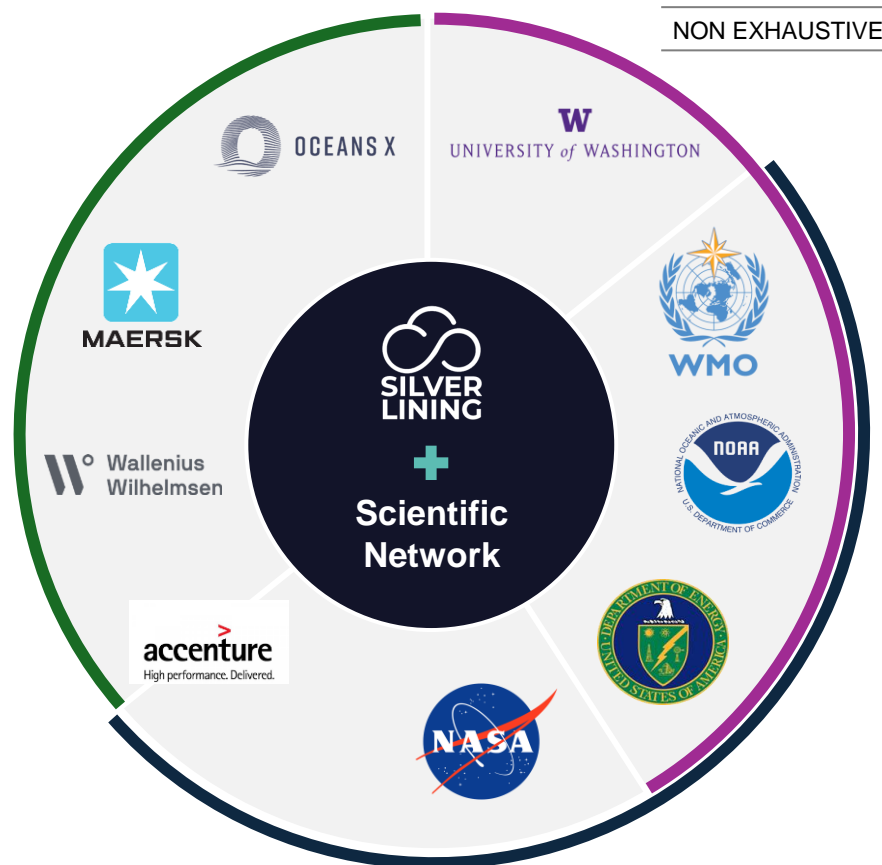 NON EXHAUSTIVE
OCEANS X
W
UNIVERSITY of WASHINGTON
MAERSK
WMO
SILVER
LINING
Scientific
Network
NATIONAL OCEANIC AND ATMOSPHERIC ADMINISTRATION
NOAA
U.S. DEPARTMENT OF COMMERCE
Wallenius
Wilhelmsen
DEPARTMENT OF ENERGY
UNITED STATES OF AMERICA
accenture
High performance. Delivered.
NASA